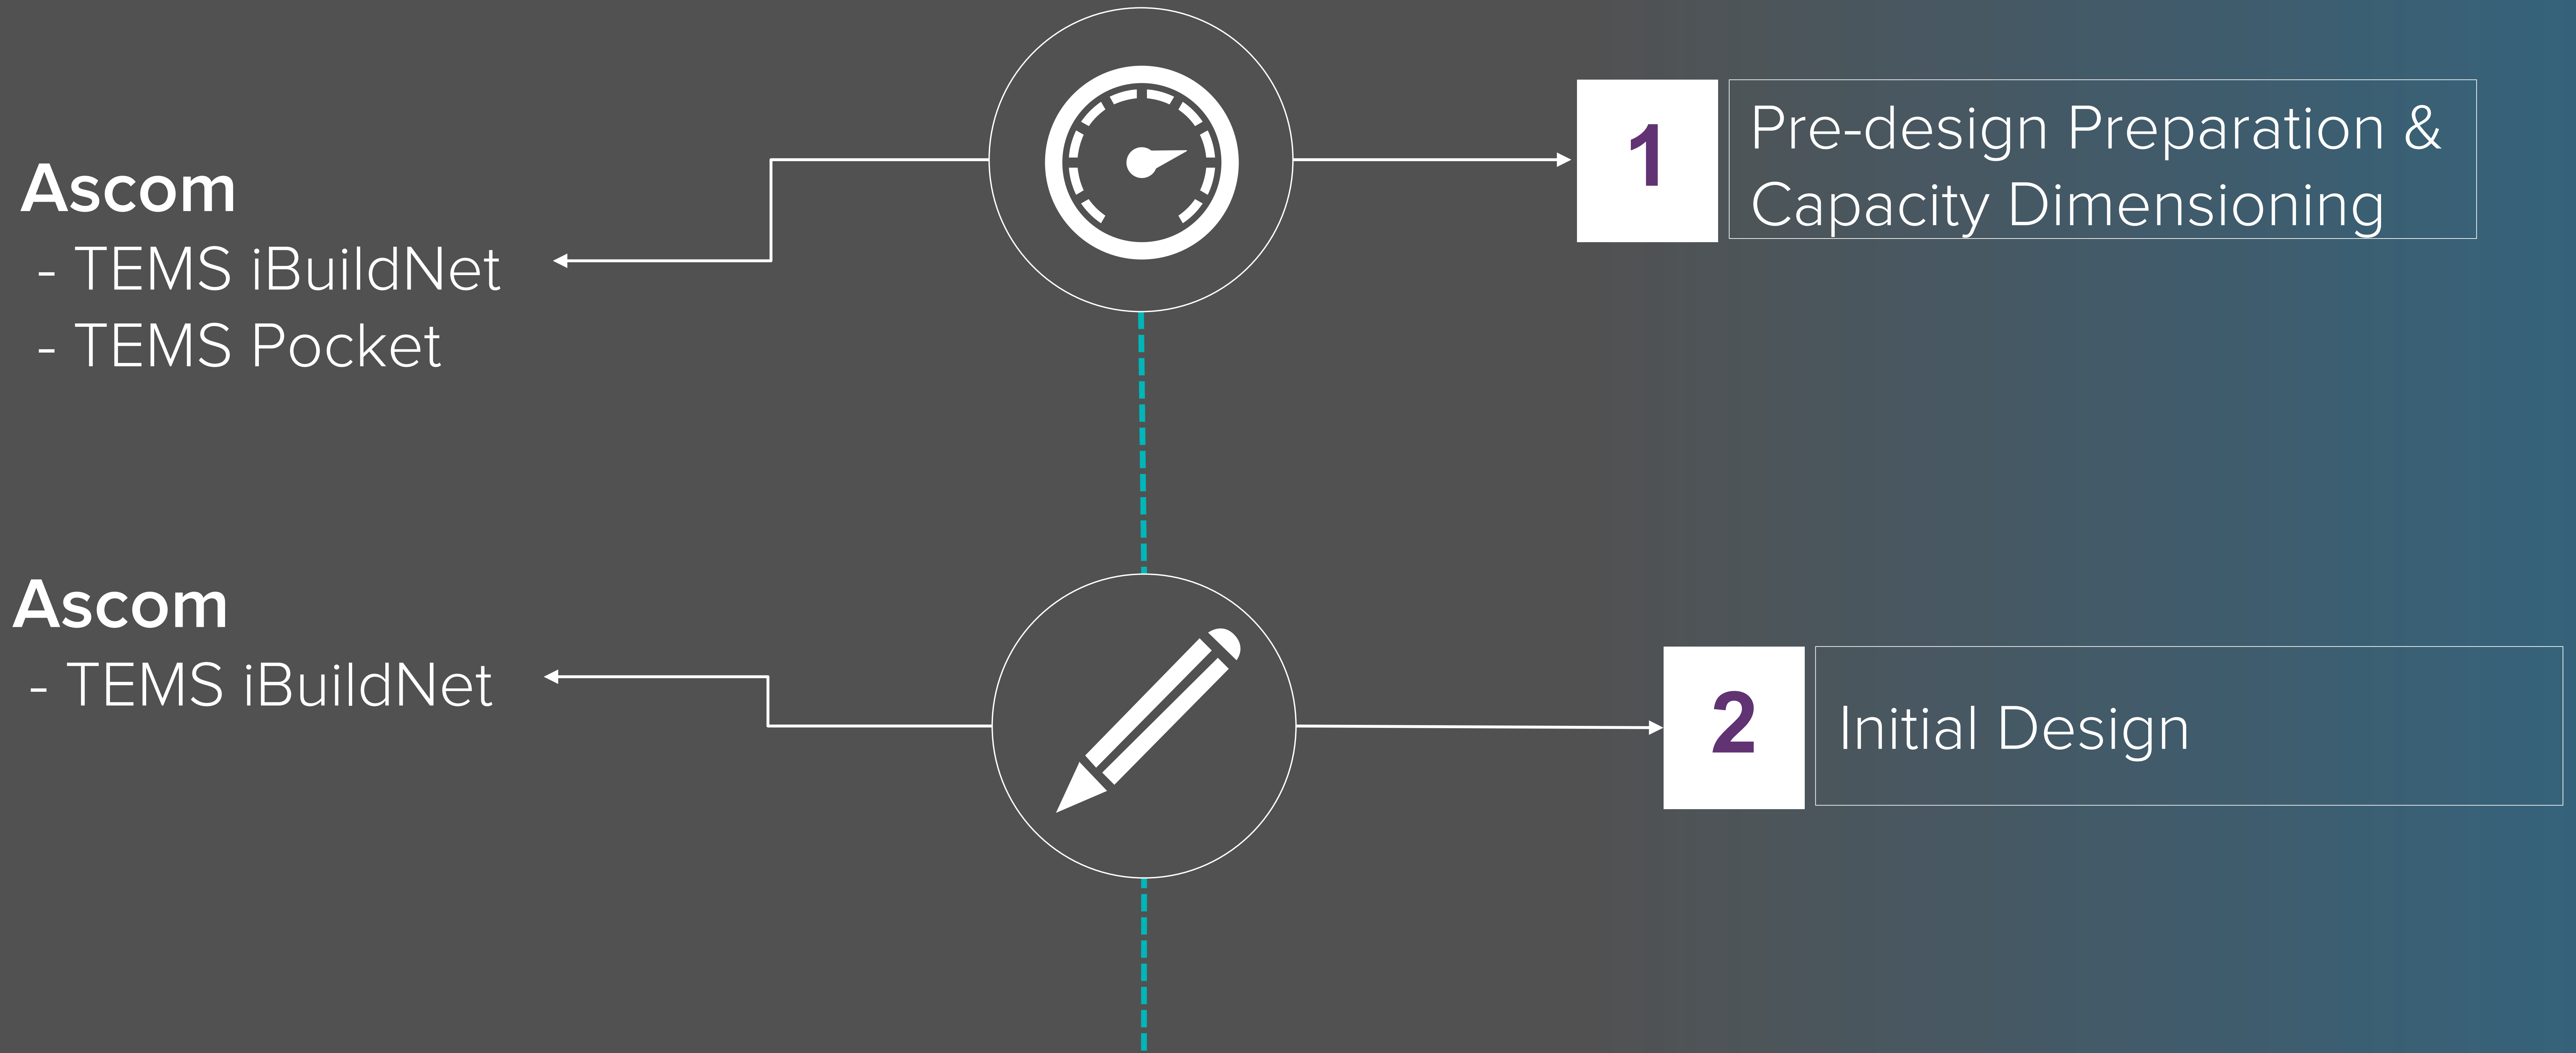 Ascom
- TEMS iBuildNet
- TEMS Pocket
1
Pre-design Preparation &
Capacity Dimensioning
Ascom
- TEMS iBuildNet
2
Initial Design